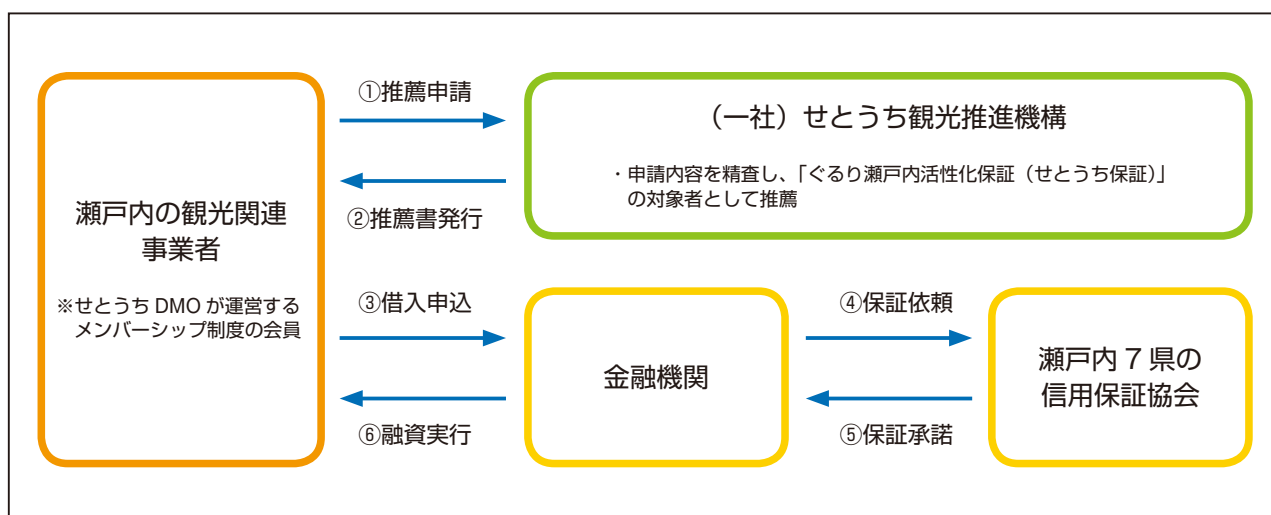 ①推薦申請
(一社)せとうち観光推進機構
・申請内容を精査し、「ぐるり瀬戸内活性化保証(せとうち保証)」
の対象者として推薦
②推薦書発行
瀬戸内の観光関連
事業者
※せとうち DMO が運営する
メンバーシップ制度の会員
③借入申込
④保証依頼
金融機関
瀬戸内 7 県の
信用保証協会
⑥融資実行
⑤保証承諾